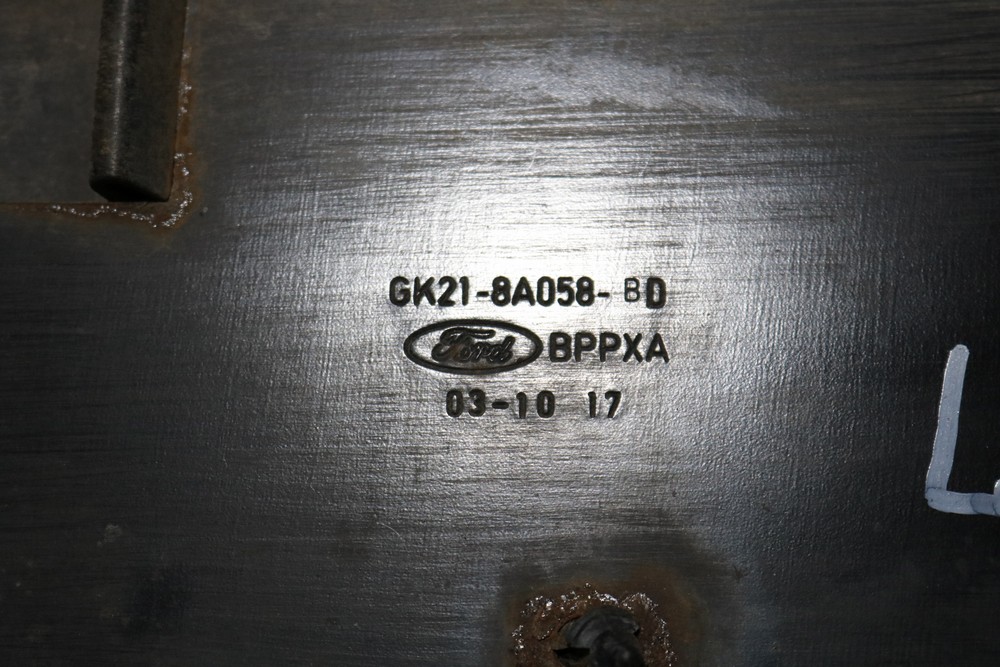 GK21-8A058- BD
Ford BPPXA
03-10 17